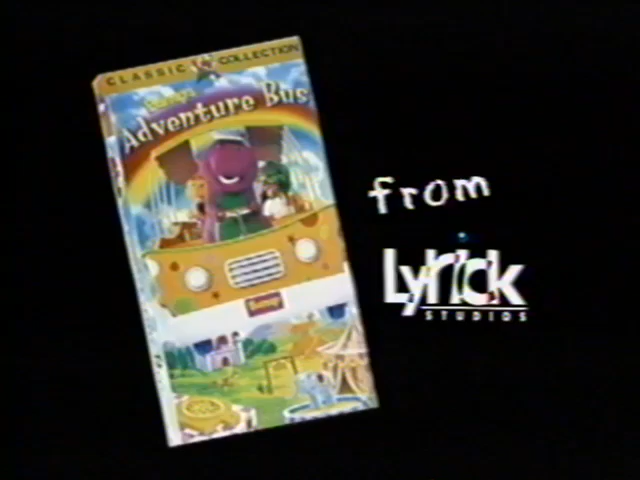 CLASSIC COLLECTION
Barney's
Adventure Bus
Barney
from
Lyrick
STUDIOS